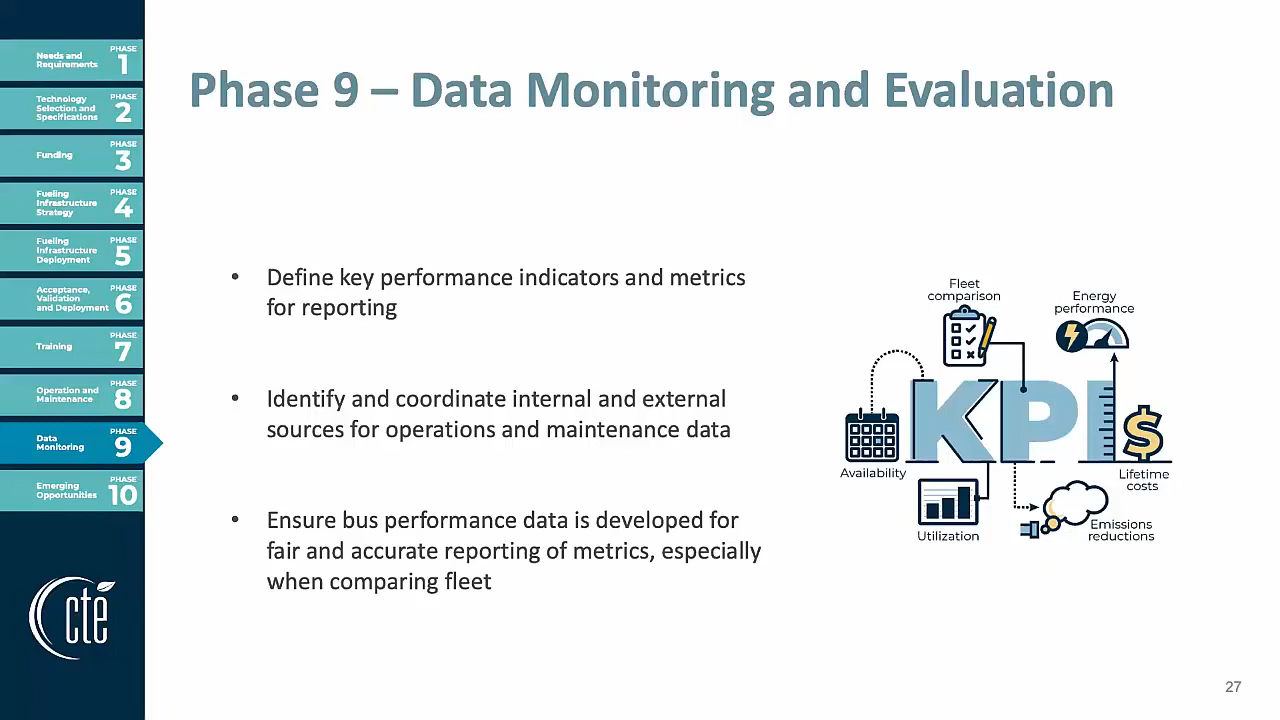 Needs and
Requirements
PHASE
1
Technology
Selection and
Specifications
PHASE
2
Funding
PHASE
3
Fueling
Infrastructure
Strategy
PHASE
4
Fueling
Infrastructure
Deployment
PHASE
5
Acceptance,
Validation
and Deployment
PHASE
6
Training
PHASE
7
Operation and
Maintenance
PHASE
8
Data
Monitoring
PHASE
9
Emerging
Opportunities
PHASE
10
cte
Phase 9 – Data Monitoring and Evaluation
• Define key performance indicators and metrics
for reporting
• Identify and coordinate internal and external
sources for operations and maintenance data
• Ensure bus performance data is developed for
fair and accurate reporting of metrics, especially
when comparing fleet
Fleet
comparison
Energy
performance
KPI
$
Availability
Lifetime
costs
Utilization
Emissions
reductions
27